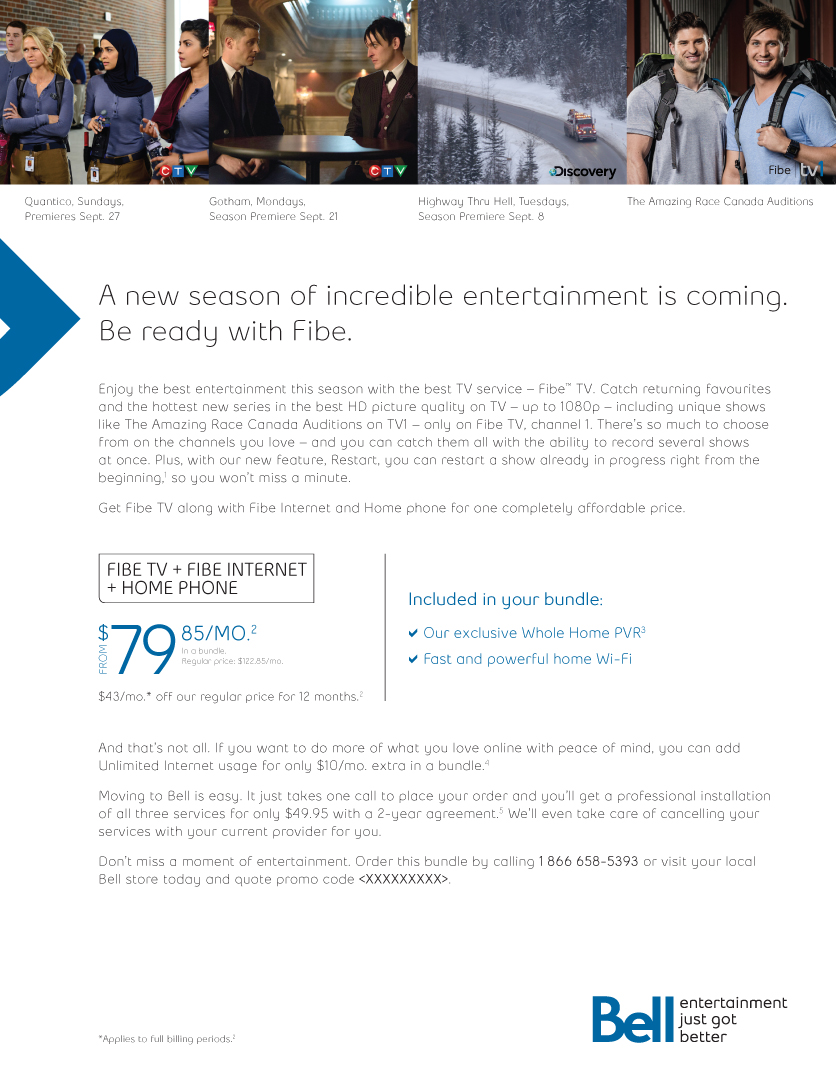 CTV
CTV
Discovery
Fibe tv1
Quantico, Sundays,
Premieres Sept. 27
Gotham, Mondays,
Season Premiere Sept. 21
Highway Thru Hell, Tuesdays,
Season Premiere Sept. 8
The Amazing Race Canada Auditions
A new season of incredible entertainment is coming.
Be ready with Fibe.
Enjoy the best entertainment this season with the best TV service – Fibe™ TV. Catch returning favourites
and the hottest new series in the best HD picture quality on TV – up to 1080p – including unique shows
like The Amazing Race Canada Auditions on TV1 – only on Fibe TV, channel 1. There's so much to choose
from on the channels you love – and you can catch them all with the ability to record several shows
at once. Plus, with our new feature, Restart, you can restart a show already in progress right from the
beginning,¹ so you won't miss a minute.
Get Fibe TV along with Fibe Internet and Home phone for one completely affordable price.
FIBE TV + FIBE INTERNET
+ HOME PHONE
FROM $79 85/MO.²
In a bundle.
Regular price: $122.85/mo.
$43/mo.* off our regular price for 12 months.²
Included in your bundle:
✓ Our exclusive Whole Home PVR³
✓ Fast and powerful home Wi-Fi
And that's not all. If you want to do more of what you love online with peace of mind, you can add
Unlimited Internet usage for only $10/mo. extra in a bundle.⁴
Moving to Bell is easy. It just takes one call to place your order and you'll get a professional installation
of all three services for only $49.95 with a 2-year agreement.⁵ We'll even take care of cancelling your
services with your current provider for you.
Don't miss a moment of entertainment. Order this bundle by calling 1 866 658-5393 or visit your local
Bell store today and quote promo code <XXXXXXXXX>.
*Applies to full billing periods.²
Bell
entertainment
just got
better